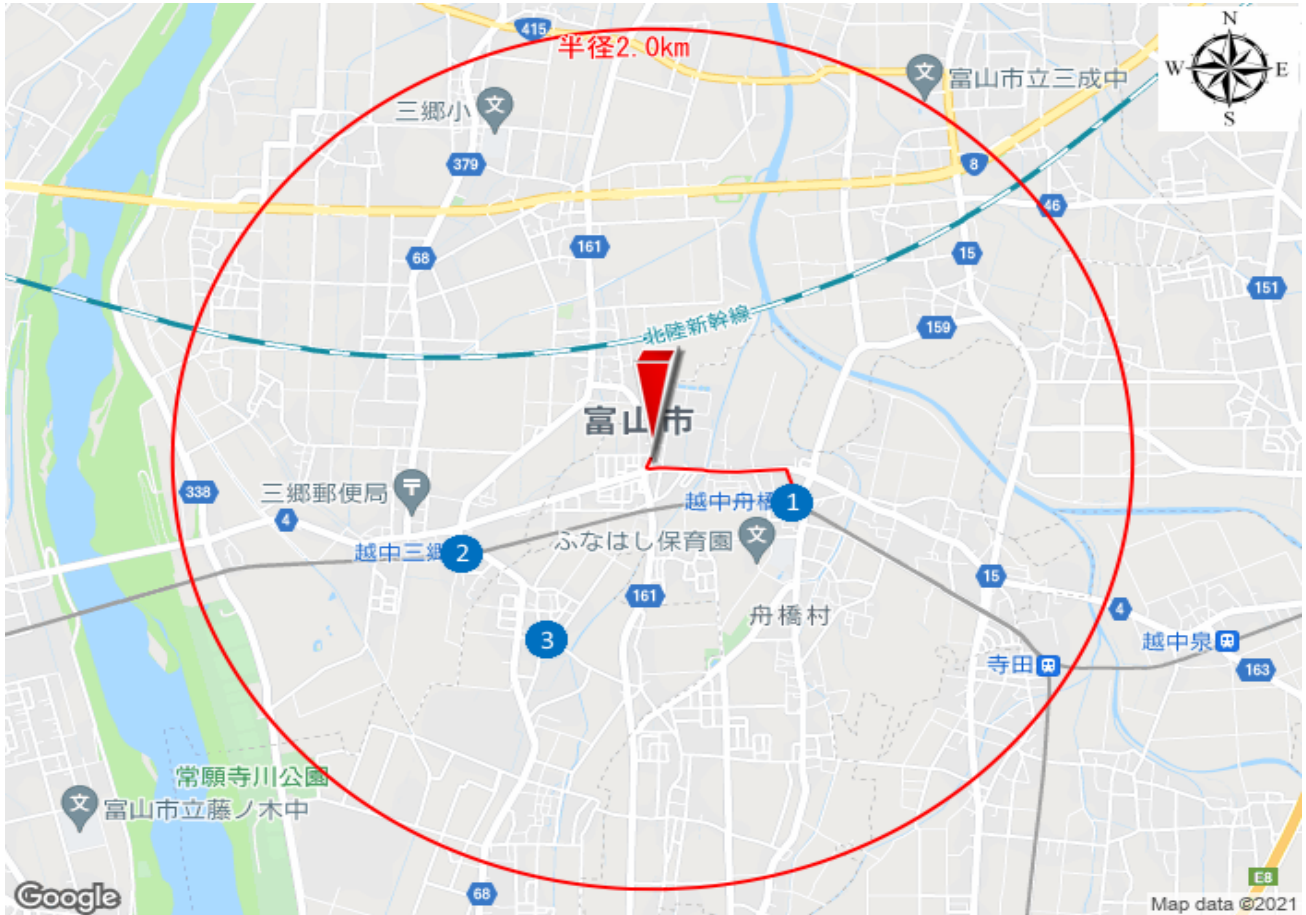 N
W
E
S
415
半径2.0km
富山市立三成中
三郷小
379
8
46
161
68
15
151
北陸新幹線
159
富山市
338
三郷郵便局
越中舟橋
1
4
越中三郷
2
ふなはし保育園
15
161
4
3
舟橋村
越中泉
寺田
163
常願寺川公園
富山市立藤ノ木中
68
E8
Google
Map data ©2021